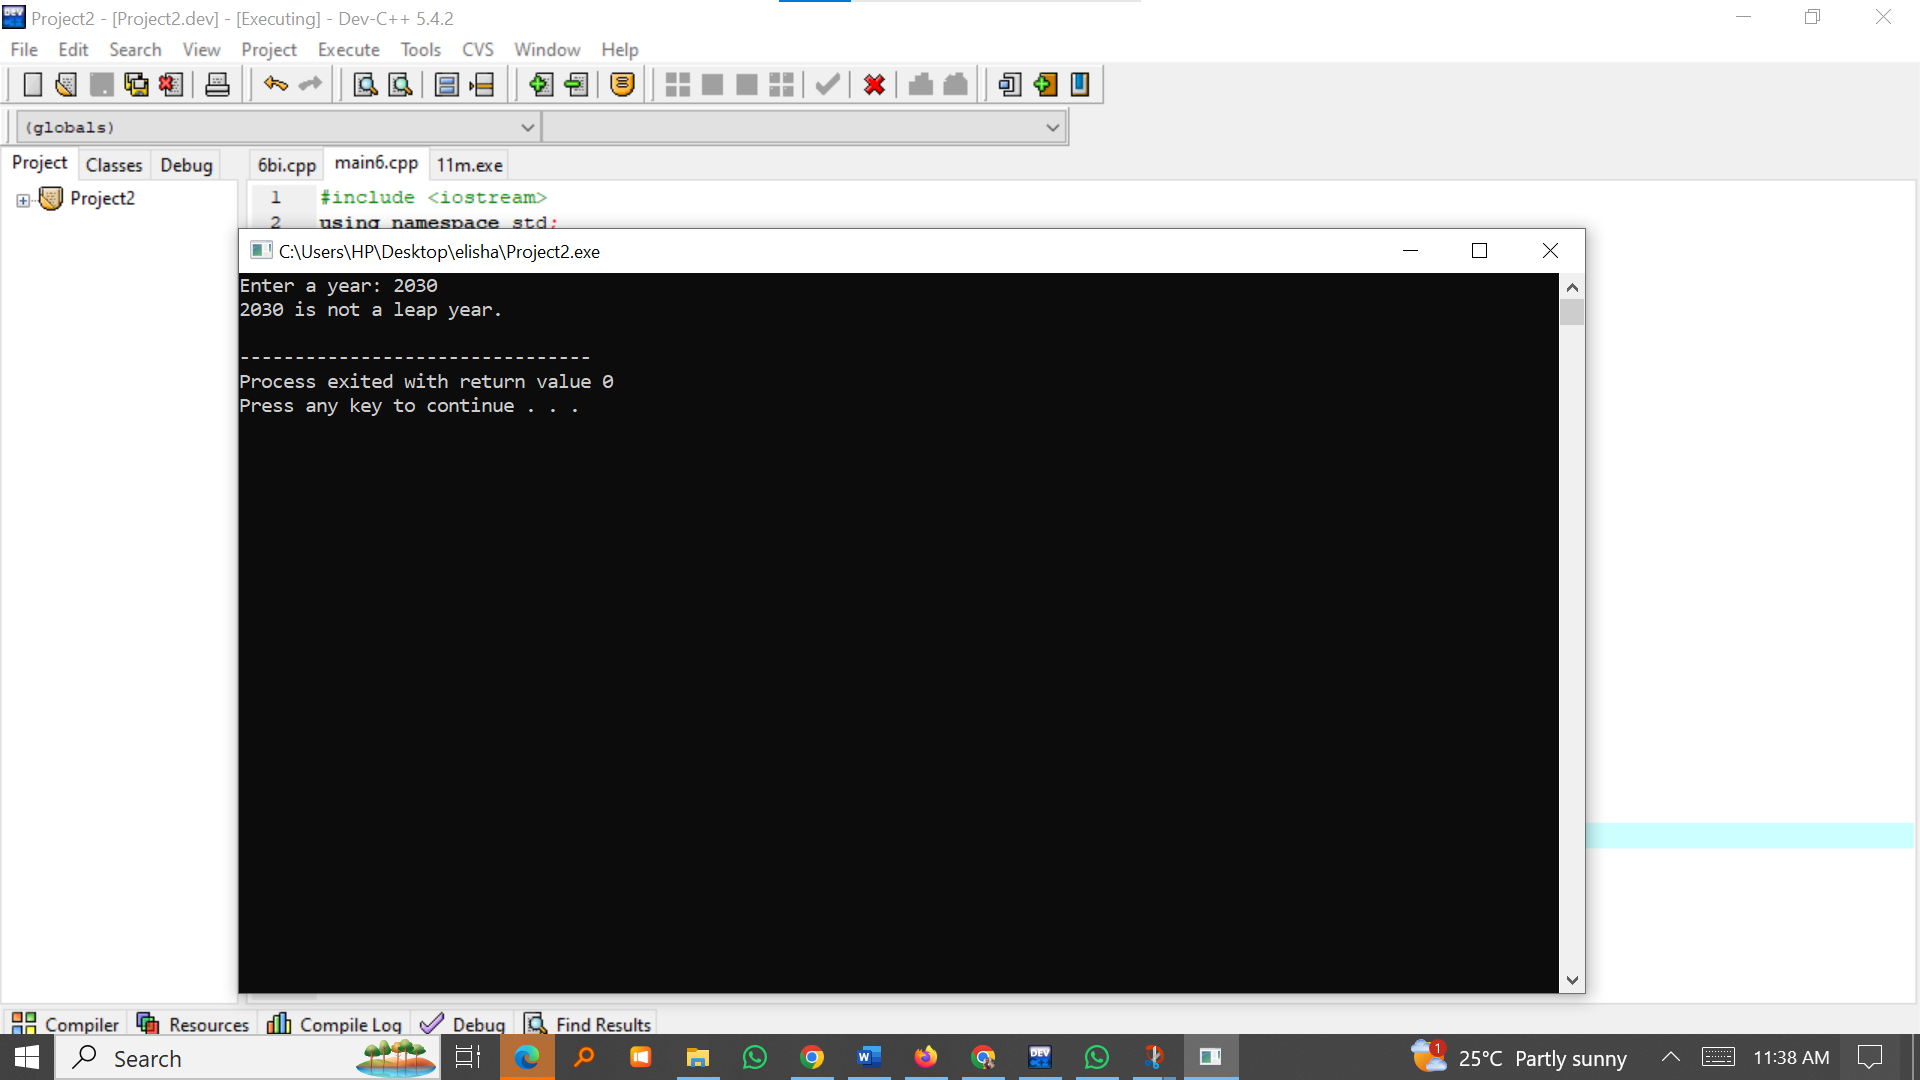 Project2 - [Project2.dev] - [Executing] - Dev-C++ 5.4.2
File Edit Search View Project Execute Tools CVS Window Help
(globals)
Project Classes Debug
6bi.cpp main6.cpp 11m.exe
Project2
1 #include <iostream>
2 using namespace std;
C:\Users\HP\Desktop\elisha\Project2.exe
Enter a year: 2030
2030 is not a leap year.
--------------------------------
Process exited with return value 0
Press any key to continue . . .
Compiler Resources Compile Log Debug Find Results
Search
1
25°C Partly sunny
11:38 AM